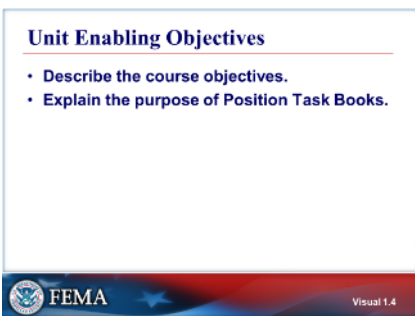 Unit Enabling Objectives
• Describe the course objectives.
• Explain the purpose of Position Task Books.
FEMA
Visual 1.4